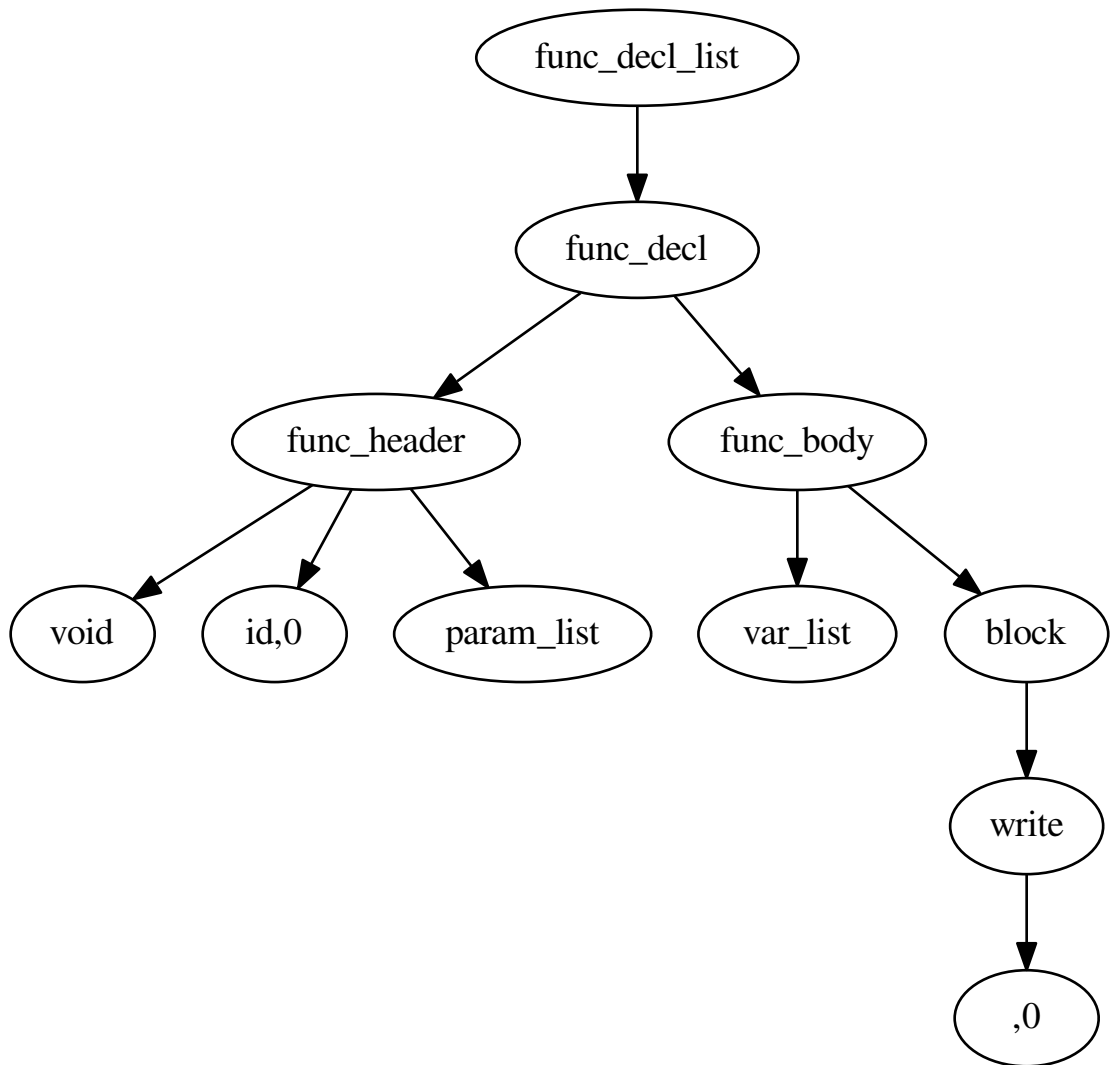 func_decl_list
func_decl
func_header
func_body
void
id,0
param_list
var_list
block
write
,0